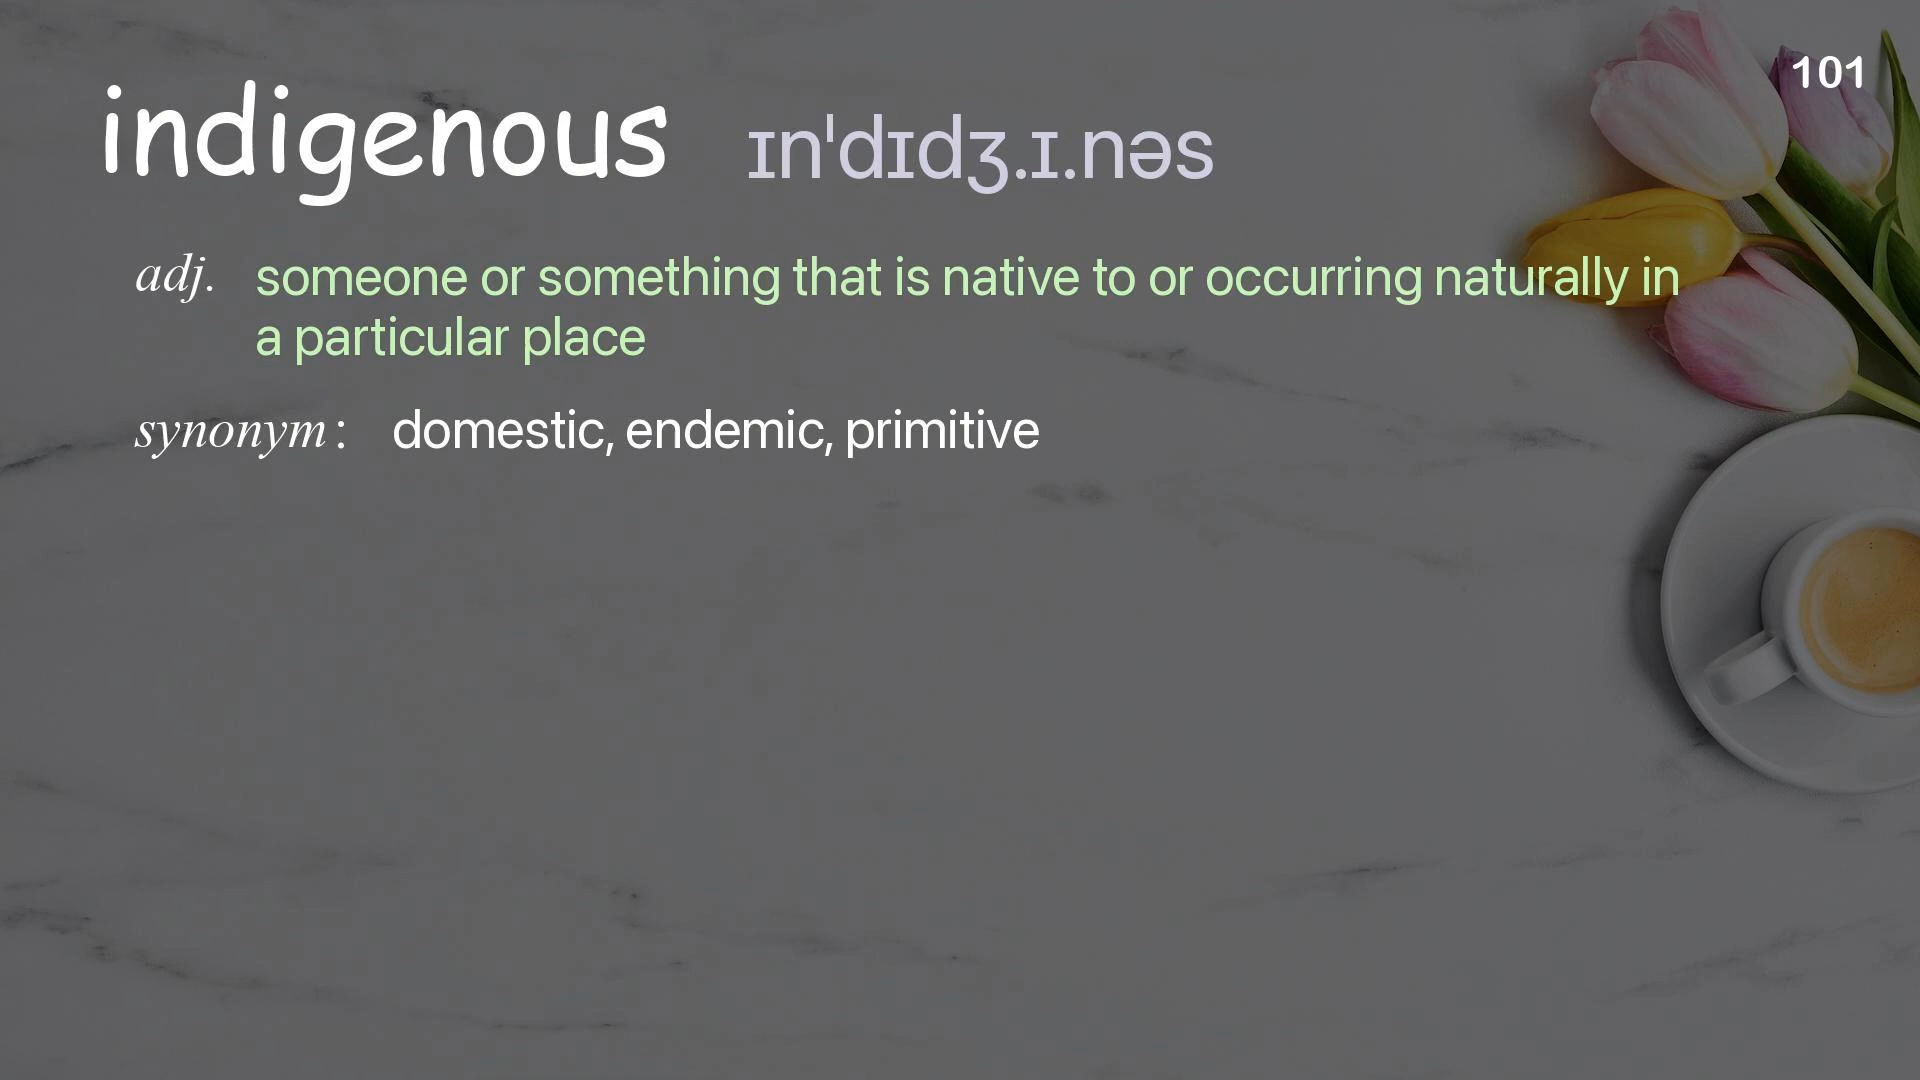 101
indigenous ɪnˈdɪdʒ.ɪ.nəs
adj. someone or something that is native to or occurring naturally in
a particular place
synonym : domestic, endemic, primitive